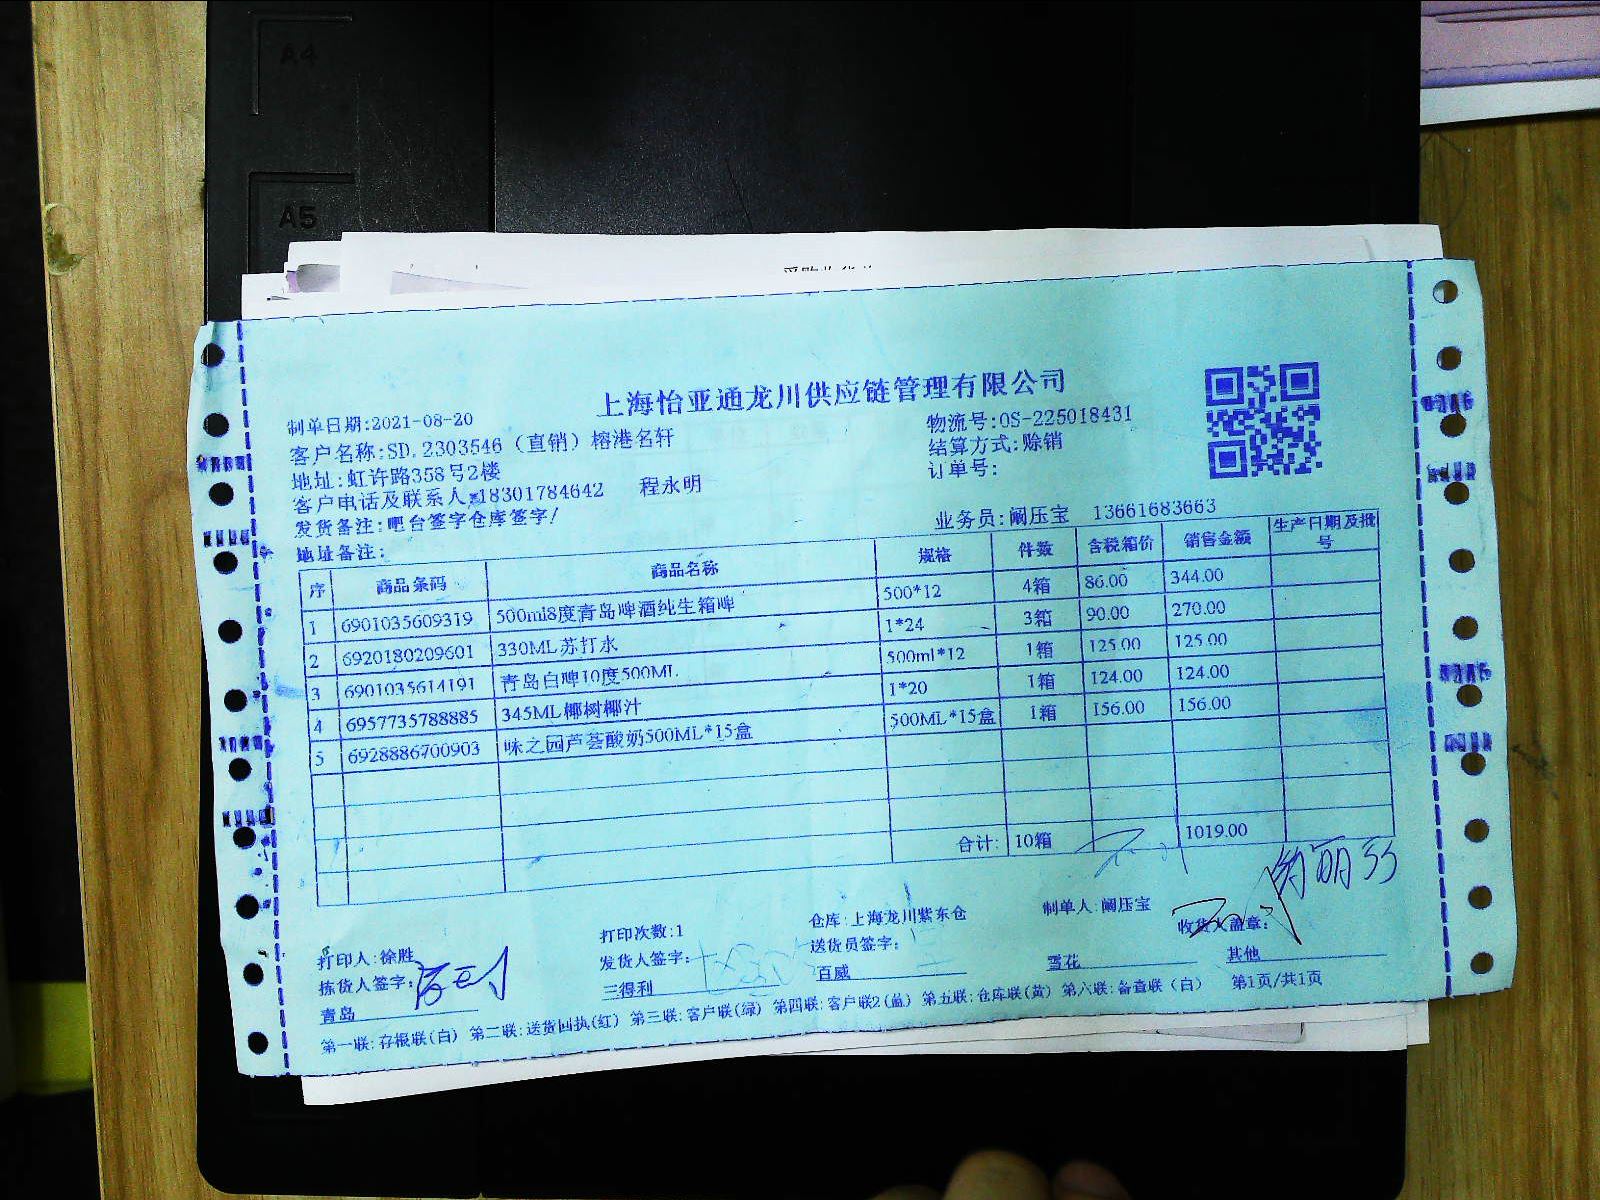 A4
A5
上海怡亚通龙川供应链管理有限公司
制单日期:2021-08-20
物流号:OS-225018431
客户名称:SD.2303546（直销）榕港名轩
结算方式:赊销
地址:虹许路358号2楼
订单号:
客户电话及联系人:18301784642 程永明
发货备注:吧台签字仓库签字!
业务员:阚压宝 13661683663
地址备注:
序 商品条码 商品名称 规格 件数 含税箱价 销售金额 生产日期及批号
1 6901035609319 500ml8度青岛啤酒纯生箱啤 500*12 4箱 86.00 344.00
2 6920180209601 330ML苏打水 1*24 3箱 90.00 270.00
3 6901035614191 青岛白啤10度500ML 500ml*12 1箱 125.00 125.00
4 6957735788885 345ML椰树椰汁 1*20 1箱 124.00 124.00
5 6928886700903 味之园芦荟酸奶500ML*15盒 500ML*15盒 1箱 156.00 156.00
合计: 10箱 1019.00
打印人:徐胜 打印次数:1 仓库:上海龙川紫东仓 制单人:阚压宝 收货人盖章:
拣货人签字: 发货人签字: 送货员签字:
青岛 三得利 百威 雪花 其他
第一联:存根联(白) 第二联:送货回执(红) 第三联:客户联(绿) 第四联:客户联2(蓝) 第五联:仓库联(黄) 第六联:备查联(白) 第1页/共1页